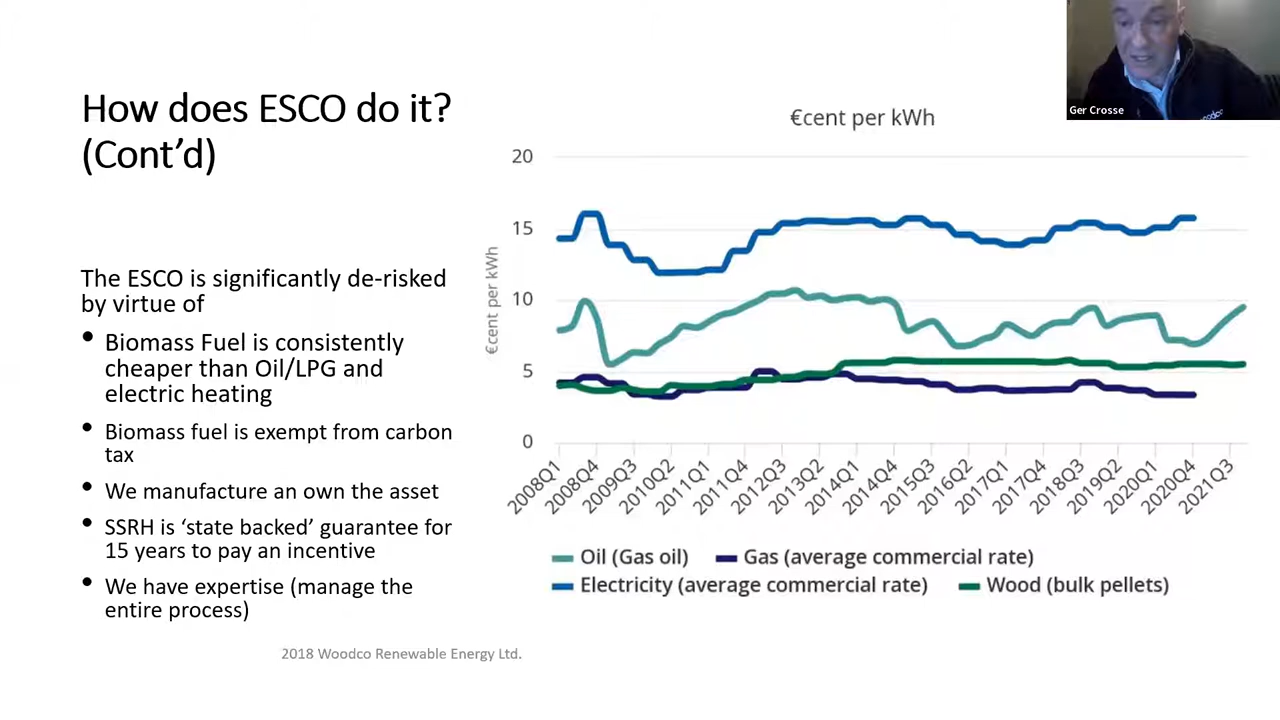 How does ESCO do it?
(Cont’d)
The ESCO is significantly de-risked
by virtue of
• Biomass Fuel is consistently
cheaper than Oil/LPG and
electric heating
• Biomass fuel is exempt from carbon
tax
• We manufacture an own the asset
• SSRH is ‘state backed’ guarantee for
15 years to pay an incentive
• We have expertise (manage the
entire process)
2018 Woodco Renewable Energy Ltd.
€cent per kWh
€cent per kWh
20
15
10
5
0
2008Q1
2008Q4
2009Q3
2010Q2
2011Q1
2011Q4
2012Q3
2013Q2
2014Q1
2014Q4
2015Q3
2016Q2
2017Q1
2017Q4
2018Q3
2019Q2
2020Q1
2020Q4
2021Q3
Oil (Gas oil) Gas (average commercial rate)
Electricity (average commercial rate) Wood (bulk pellets)
Ger Crosse
woodco